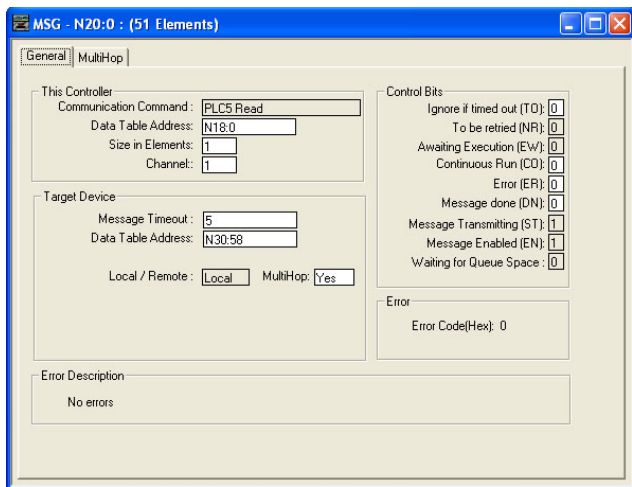 MSG - N20:0 : (51 Elements)
General MultiHop
This Controller
Communication Command : PLC5 Read
Data Table Address: N18:0
Size in Elements: 1
Channel:: 1
Target Device
Message Timeout : 5
Data Table Address: N30:58
Local / Remote : Local MultiHop: Yes
Control Bits
Ignore if timed out (TO): 0
To be retried (NR): 0
Awaiting Execution (EW): 0
Continuous Run (CO): 0
Error (ER): 0
Message done (DN): 0
Message Transmitting (ST): 1
Message Enabled (EN): 1
Waiting for Queue Space : 0
Error
Error Code(Hex): 0
Error Description
No errors